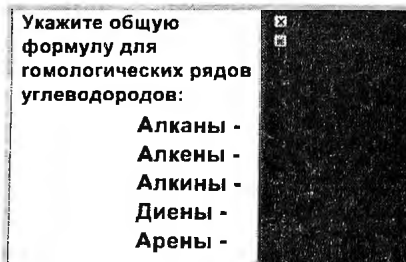 Укажите общую
формулу для
гомологических рядов
углеводородов:
Алканы -
Алкены -
Алкины -
Диены -
Арены -